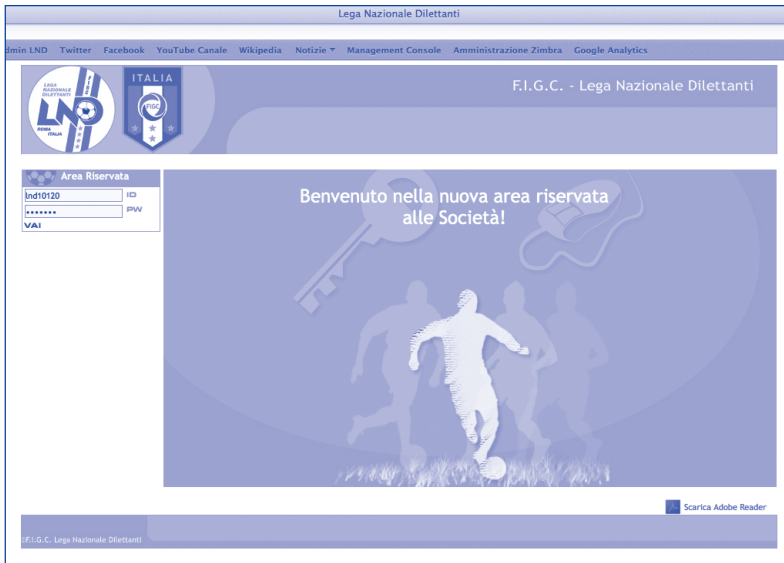 Lega Nazionale Dilettanti
dmin LND Twitter Facebook YouTube Canale Wikipedia Notizie ▾ Management Console Amministrazione Zimbra Google Analytics
LEGA
NAZIONALE
DILETTANTI
LND
ROMA
ITALIA
ITALIA
FIGC
F.I.G.C. - Lega Nazionale Dilettanti
Area Riservata
lnd10120 ID
••••••• PW
VAI
Benvenuto nella nuova area riservata
alle Società!
Scarica Adobe Reader
F.I.G.C. Lega Nazionale Dilettanti